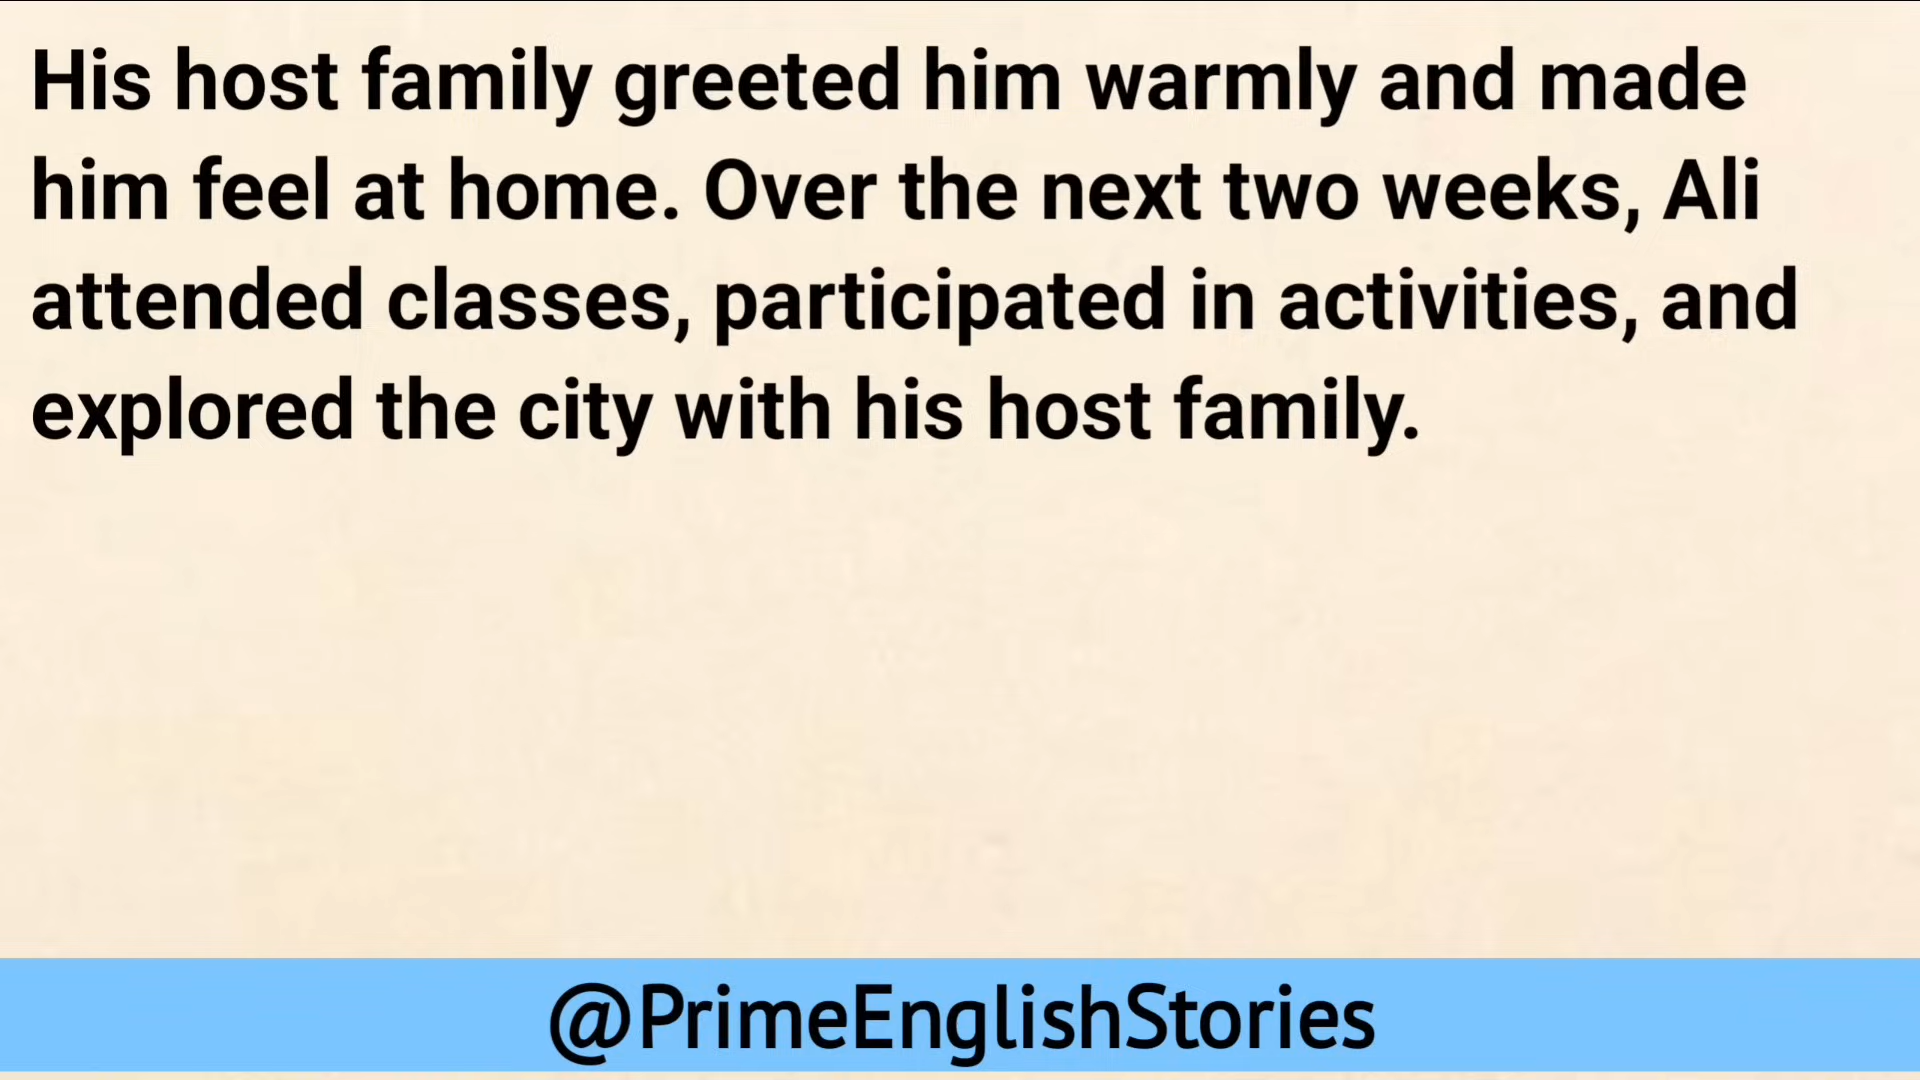 His host family greeted him warmly and made
him feel at home. Over the next two weeks, Ali
attended classes, participated in activities, and
explored the city with his host family.
@PrimeEnglishStories